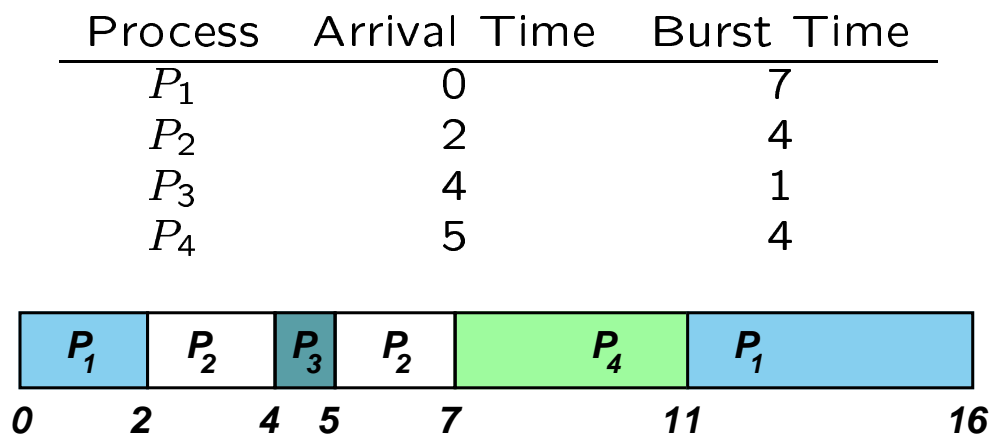 Process Arrival Time Burst Time
P1 0 7
P2 2 4
P3 4 1
P4 5 4
P1 P2 P3 P2 P4 P1
0 2 4 5 7 11 16